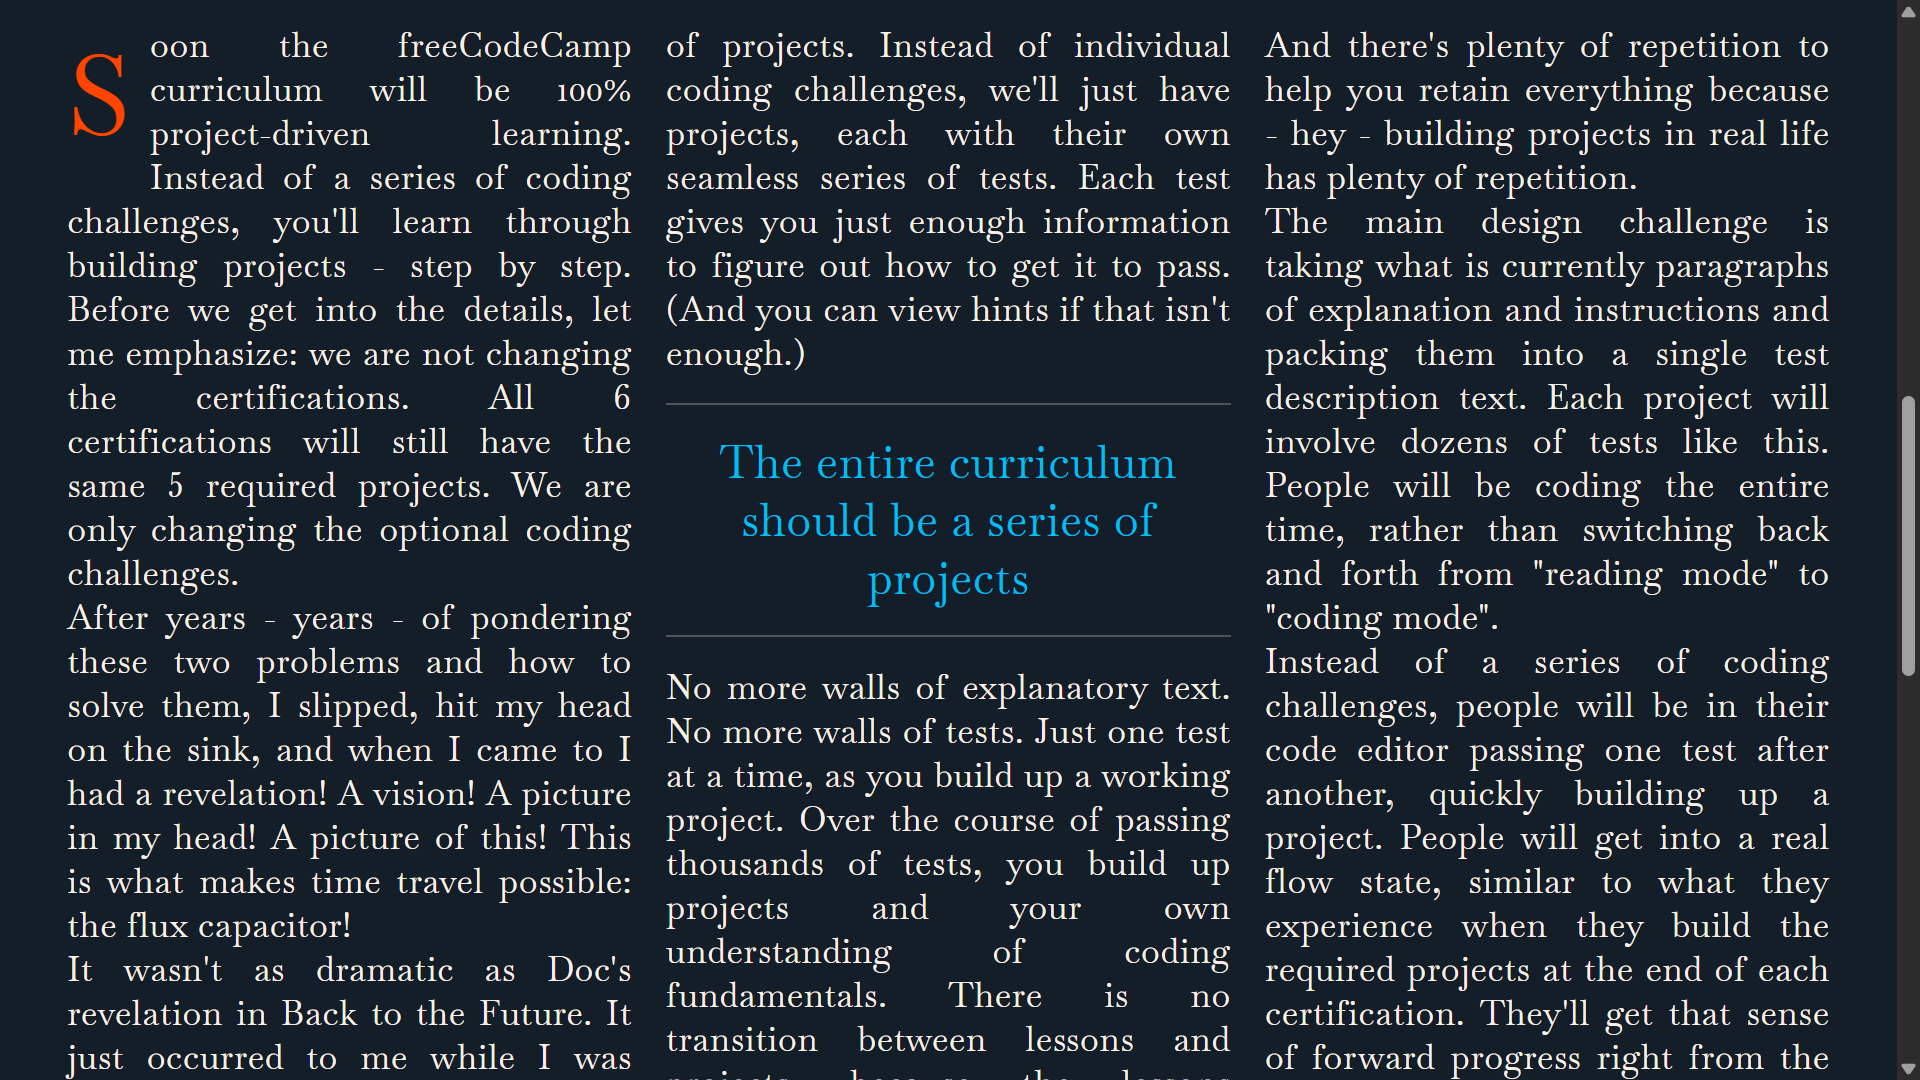 Soon the freeCodeCamp
curriculum will be 100%
project-driven learning.
Instead of a series of coding
challenges, you'll learn through
building projects - step by step.
Before we get into the details, let
me emphasize: we are not changing
the certifications. All 6
certifications will still have the
same 5 required projects. We are
only changing the optional coding
challenges.
After years - years - of pondering
these two problems and how to
solve them, I slipped, hit my head
on the sink, and when I came to I
had a revelation! A vision! A picture
in my head! A picture of this! This
is what makes time travel possible:
the flux capacitor!
It wasn't as dramatic as Doc's
revelation in Back to the Future. It
just occurred to me while I was
of projects. Instead of individual
coding challenges, we'll just have
projects, each with their own
seamless series of tests. Each test
gives you just enough information
to figure out how to get it to pass.
(And you can view hints if that isn't
enough.)
The entire curriculum
should be a series of
projects
No more walls of explanatory text.
No more walls of tests. Just one test
at a time, as you build up a working
project. Over the course of passing
thousands of tests, you build up
projects and your own
understanding of coding
fundamentals. There is no
transition between lessons and
projects, because the lessons
And there's plenty of repetition to
help you retain everything because
- hey - building projects in real life
has plenty of repetition.
The main design challenge is
taking what is currently paragraphs
of explanation and instructions and
packing them into a single test
description text. Each project will
involve dozens of tests like this.
People will be coding the entire
time, rather than switching back
and forth from "reading mode" to
"coding mode".
Instead of a series of coding
challenges, people will be in their
code editor passing one test after
another, quickly building up a
project. People will get into a real
flow state, similar to what they
experience when they build the
required projects at the end of each
certification. They'll get that sense
of forward progress right from the